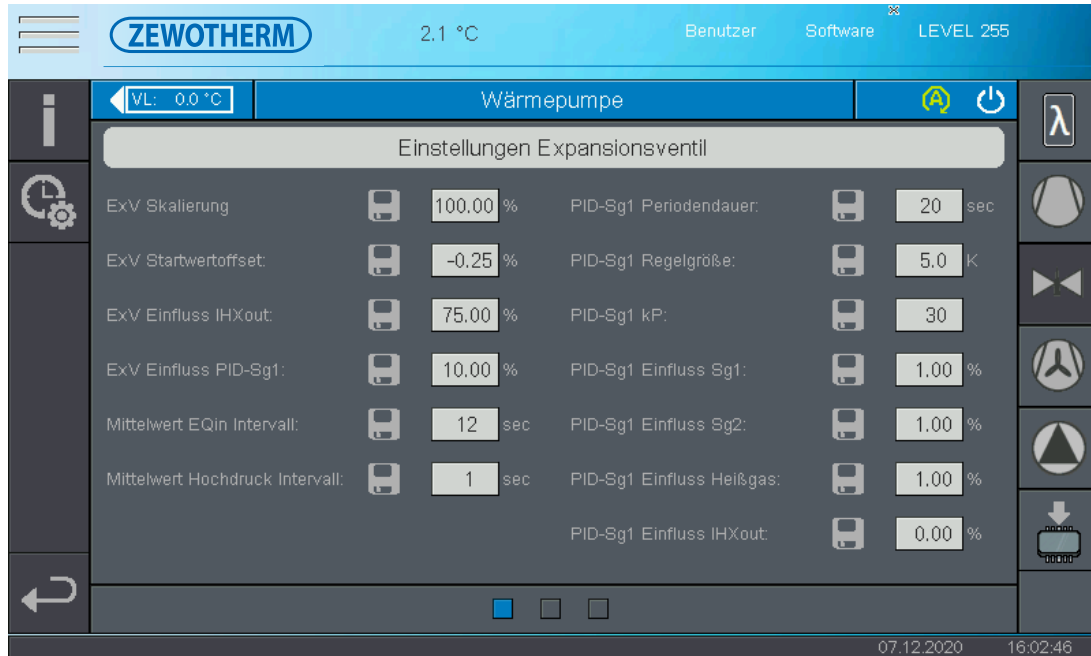 ZEWOTHERM 2.1 °C Benutzer Software LEVEL 255
VL: 0.0 °C Wärmepumpe A
i
λ
Einstellungen Expansionsventil
ExV Skalierung 100.00 % PID-Sg1 Periodendauer: 20 sec
ExV Startwertoffset: -0.25 % PID-Sg1 Regelgröße: 5.0 K
ExV Einfluss IHXout: 75.00 % PID-Sg1 kP: 30
ExV Einfluss PID-Sg1: 10.00 % PID-Sg1 Einfluss Sg1: 1.00 %
Mittelwert EQin Intervall: 12 sec PID-Sg1 Einfluss Sg2: 1.00 %
Mittelwert Hochdruck Intervall: 1 sec PID-Sg1 Einfluss Heißgas: 1.00 %
PID-Sg1 Einfluss IHXout: 0.00 %
07.12.2020 16:02:46